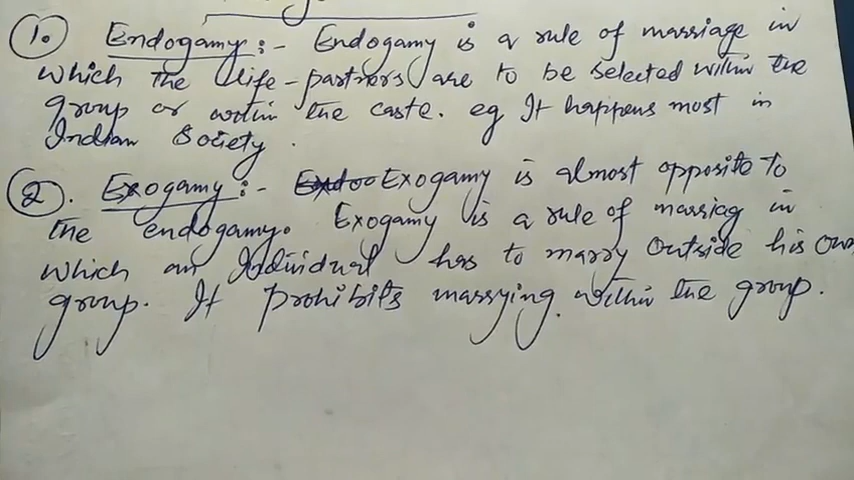 1. Endogamy :- Endogamy is a rule of marriage in
which the life-partners are to be selected within the
group or within the caste. eg It happens most in
Indian Society.
2. Exogamy :- Exogamy is almost opposite to
the endogamy. Exogamy is a rule of marriag in
which an Individual has to marry outside his own
group. It prohibits marrying within the group.